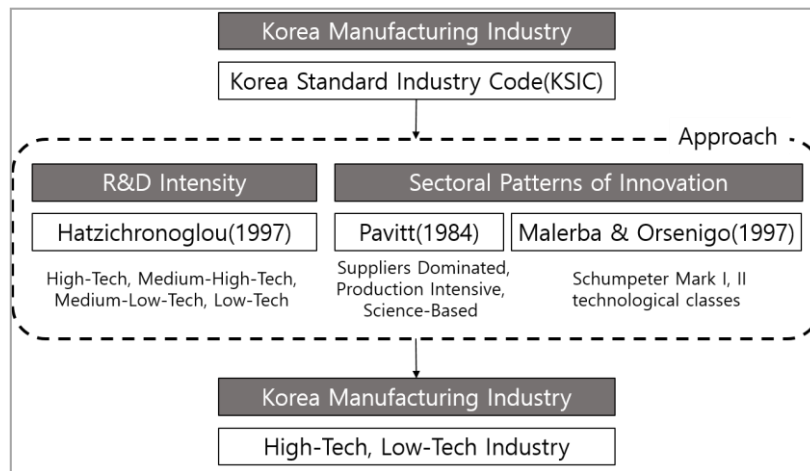 Korea Manufacturing Industry
Korea Standard Industry Code(KSIC)
Approach
R&D Intensity
Sectoral Patterns of Innovation
Hatzichronoglou(1997)
Pavitt(1984)
Malerba & Orsenigo(1997)
High-Tech, Medium-High-Tech,
Medium-Low-Tech, Low-Tech
Suppliers Dominated,
Production Intensive,
Science-Based
Schumpeter Mark I, II
technological classes
Korea Manufacturing Industry
High-Tech, Low-Tech Industry